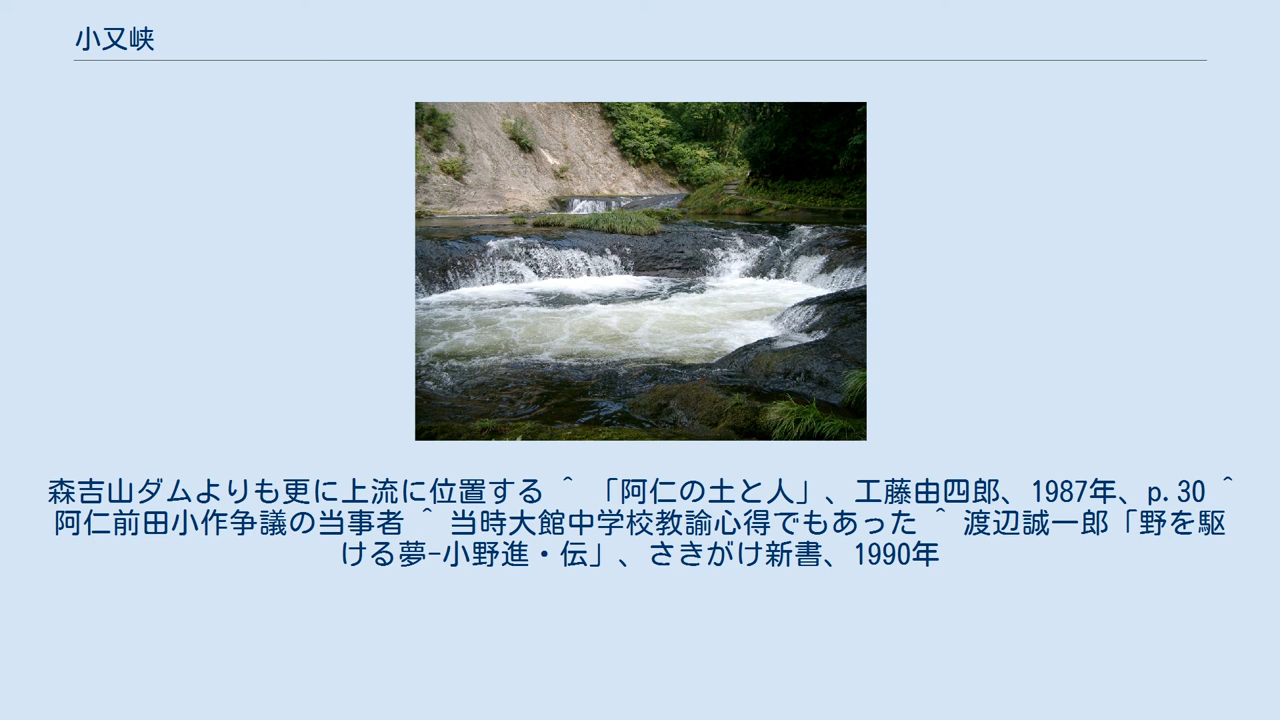 小又峡
森吉山ダムよりも更に上流に位置する ^ 「阿仁の土と人」、工藤由四郎、1987年、p.30 ^
阿仁前田小作争議の当事者 ^ 当時大館中学校教諭心得でもあった ^ 渡辺誠一郎「野を駆
ける夢-小野進・伝」、さきがけ新書、1990年